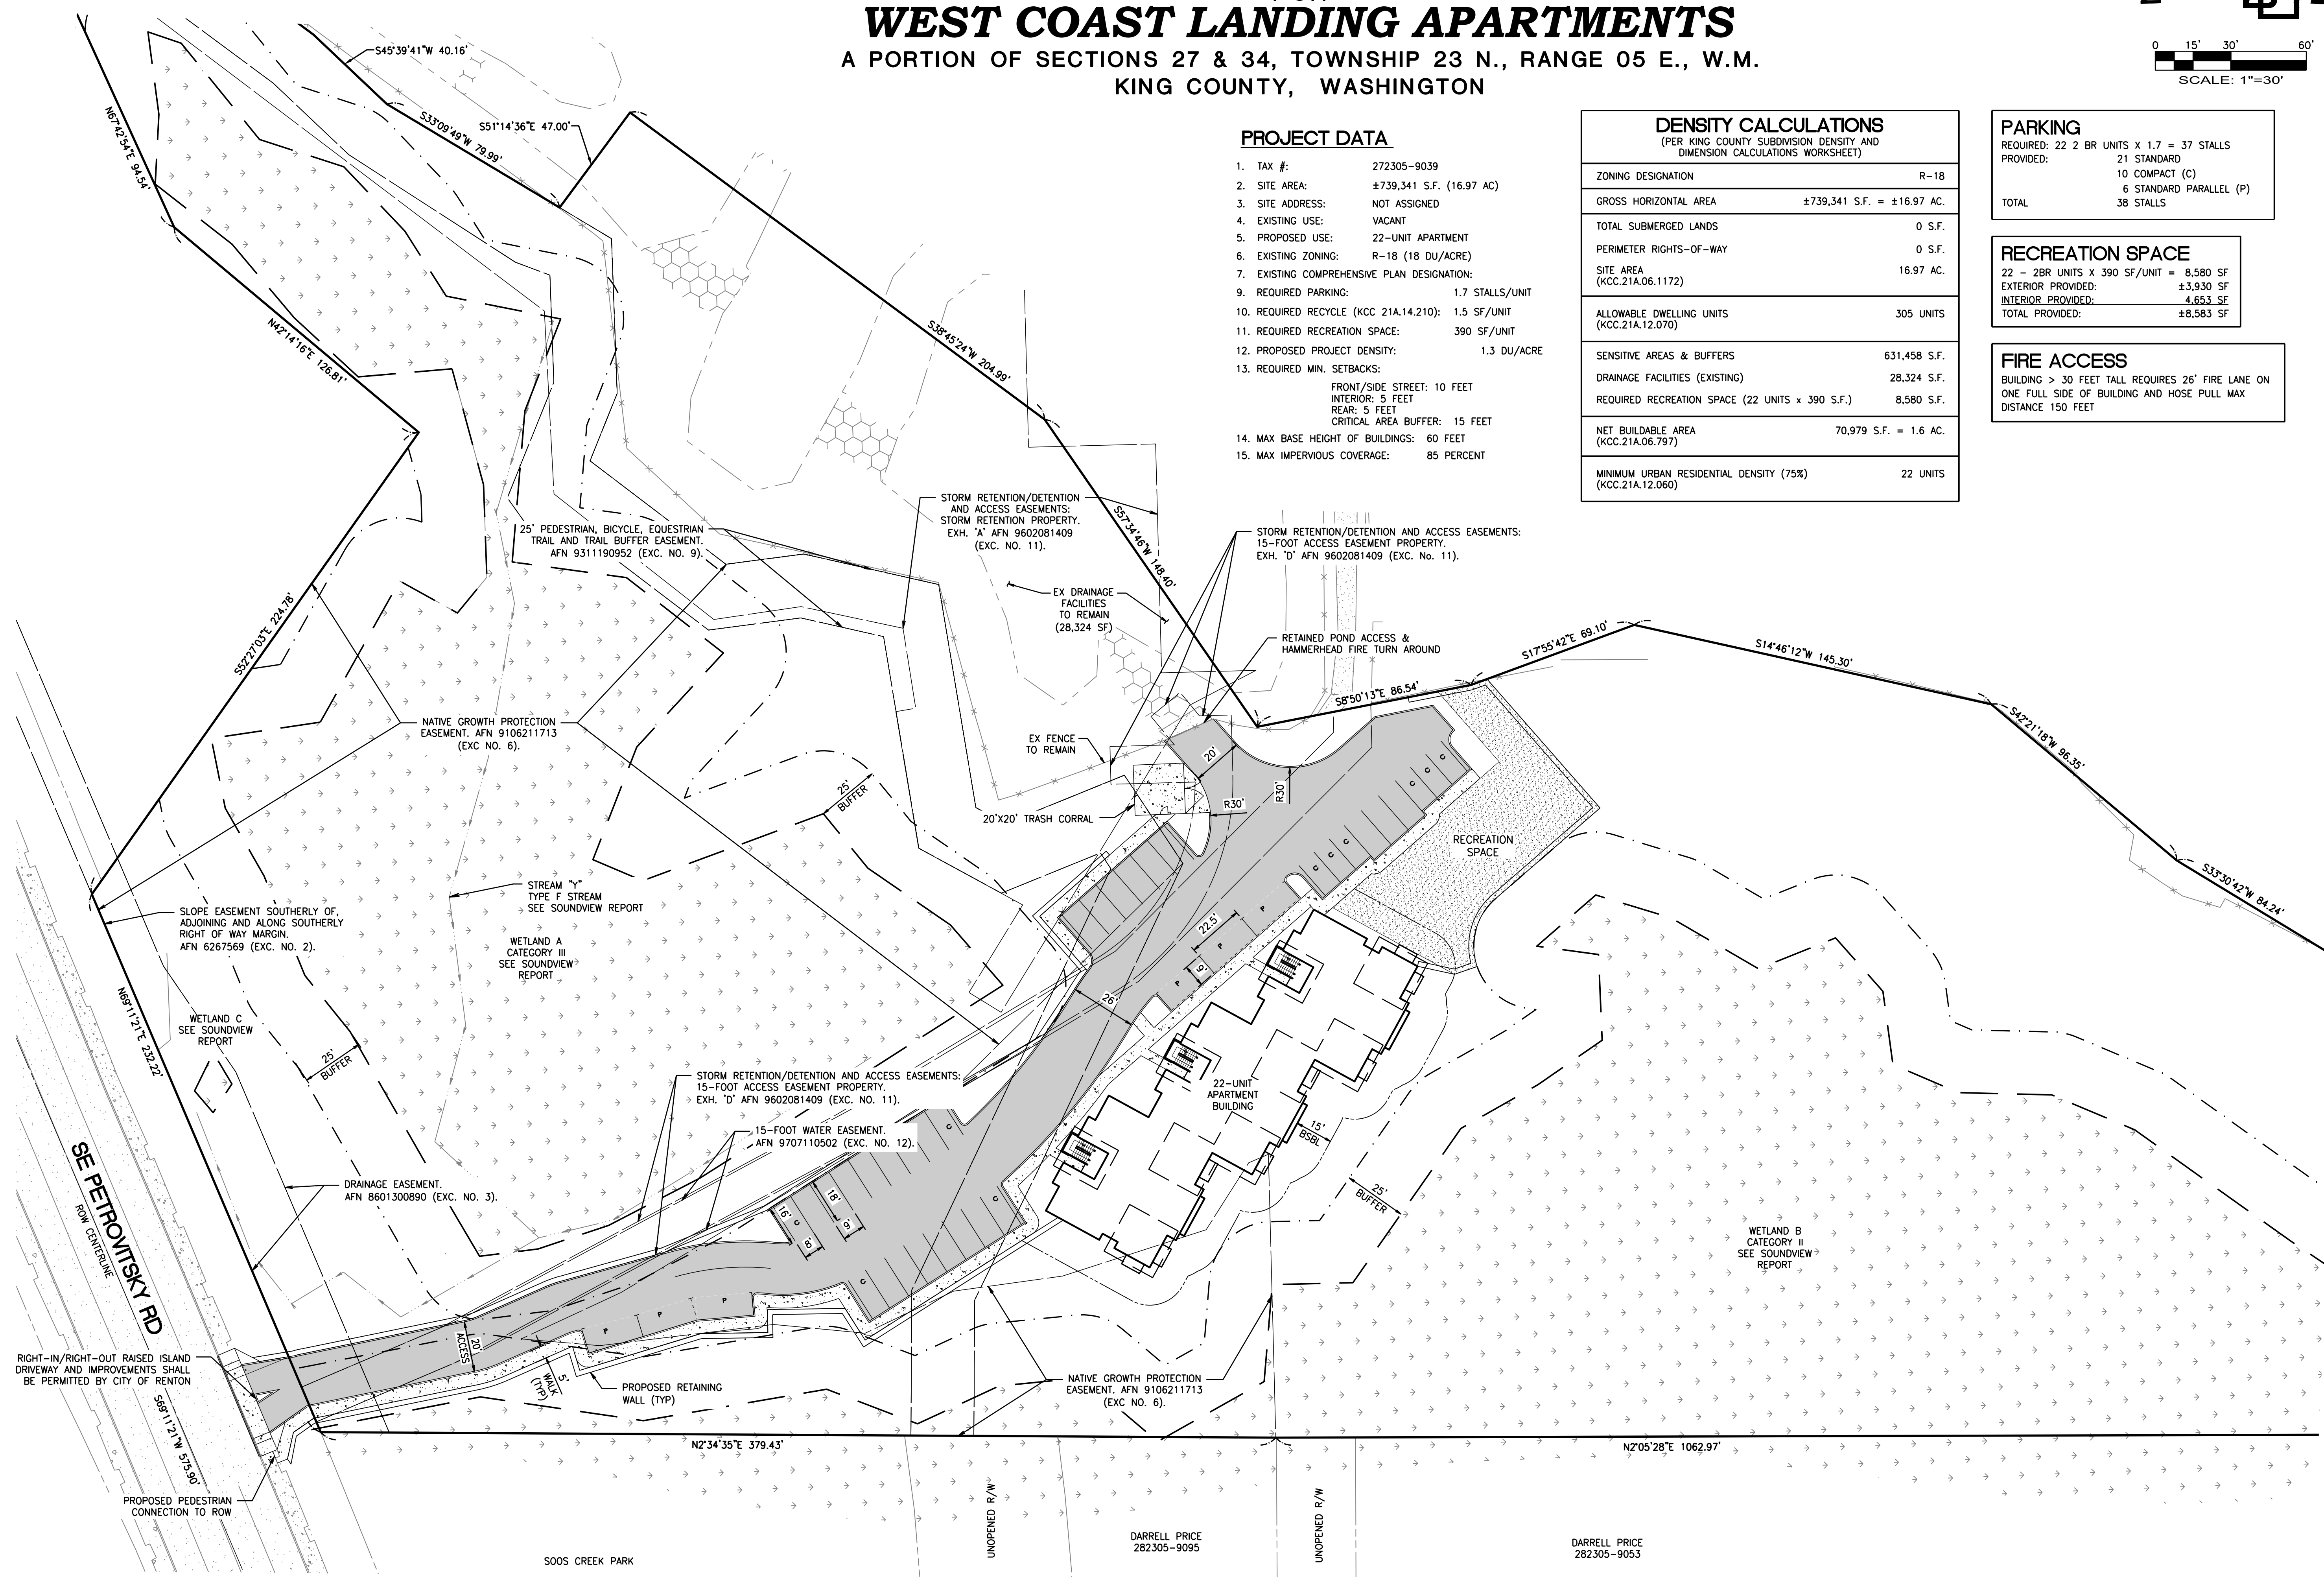 WEST COAST LANDING APARTMENTS
A PORTION OF SECTIONS 27 & 34, TOWNSHIP 23 N., RANGE 05 E., W.M.
KING COUNTY, WASHINGTON
0 15' 30' 60'
SCALE: 1"=30'
PROJECT DATA
1. TAX #: 272305-9039
2. SITE AREA: ±739,341 S.F. (16.97 AC)
3. SITE ADDRESS: NOT ASSIGNED
4. EXISTING USE: VACANT
5. PROPOSED USE: 22-UNIT APARTMENT
6. EXISTING ZONING: R-18 (18 DU/ACRE)
7. EXISTING COMPREHENSIVE PLAN DESIGNATION:
9. REQUIRED PARKING: 1.7 STALLS/UNIT
10. REQUIRED RECYCLE (KCC 21A.14.210): 1.5 SF/UNIT
11. REQUIRED RECREATION SPACE: 390 SF/UNIT
12. PROPOSED PROJECT DENSITY: 1.3 DU/ACRE
13. REQUIRED MIN. SETBACKS:
FRONT/SIDE STREET: 10 FEET
INTERIOR: 5 FEET
REAR: 5 FEET
CRITICAL AREA BUFFER: 15 FEET
14. MAX BASE HEIGHT OF BUILDINGS: 60 FEET
15. MAX IMPERVIOUS COVERAGE: 85 PERCENT
DENSITY CALCULATIONS
(PER KING COUNTY SUBDIVISION DENSITY AND
DIMENSION CALCULATIONS WORKSHEET)
ZONING DESIGNATION R-18
GROSS HORIZONTAL AREA ±739,341 S.F. = ±16.97 AC.
TOTAL SUBMERGED LANDS 0 S.F.
PERIMETER RIGHTS-OF-WAY 0 S.F.
SITE AREA 16.97 AC.
(KCC.21A.06.1172)
ALLOWABLE DWELLING UNITS 305 UNITS
(KCC.21A.12.070)
SENSITIVE AREAS & BUFFERS 631,458 S.F.
DRAINAGE FACILITIES (EXISTING) 28,324 S.F.
REQUIRED RECREATION SPACE (22 UNITS x 390 S.F.) 8,580 S.F.
NET BUILDABLE AREA 70,979 S.F. = 1.6 AC.
(KCC.21A.06.797)
MINIMUM URBAN RESIDENTIAL DENSITY (75%) 22 UNITS
(KCC.21A.12.060)
PARKING
REQUIRED: 22 2 BR UNITS X 1.7 = 37 STALLS
PROVIDED: 21 STANDARD
10 COMPACT (C)
6 STANDARD PARALLEL (P)
TOTAL 38 STALLS
RECREATION SPACE
22 - 2BR UNITS X 390 SF/UNIT = 8,580 SF
EXTERIOR PROVIDED: ±3,930 SF
INTERIOR PROVIDED: 4,653 SF
TOTAL PROVIDED: ±8,583 SF
FIRE ACCESS
BUILDING > 30 FEET TALL REQUIRES 26' FIRE LANE ON
ONE FULL SIDE OF BUILDING AND HOSE PULL MAX
DISTANCE 150 FEET
S45°39'41"W 40.16'
S33°09'49"W 79.99'
S51°14'36"E 47.00'
N67°42'54"E 94.54'
N42°14'16"E 126.81'
S38°45'24"W 204.99'
S57°34'46"W 148.40'
S52°27'03"E 224.78'
S8°50'13"E 86.54'
S17°55'42"E 69.10'
S14°46'12"W 145.30'
S42°21'18"W 96.35'
S33°30'42"W 84.24'
25' PEDESTRIAN, BICYCLE, EQUESTRIAN
TRAIL AND TRAIL BUFFER EASEMENT.
AFN 9311190952 (EXC. NO. 9).
STORM RETENTION/DETENTION
AND ACCESS EASEMENTS:
STORM RETENTION PROPERTY.
EXH. 'A' AFN 9602081409
(EXC. NO. 11).
STORM RETENTION/DETENTION AND ACCESS EASEMENTS:
15-FOOT ACCESS EASEMENT PROPERTY.
EXH. 'D' AFN 9602081409 (EXC. No. 11).
EX DRAINAGE
FACILITIES
TO REMAIN
(28,324 SF)
RETAINED POND ACCESS &
HAMMERHEAD FIRE TURN AROUND
NATIVE GROWTH PROTECTION
EASEMENT. AFN 9106211713
(EXC NO. 6).
EX FENCE
TO REMAIN
20'
R30'
R30'
25'
BUFFER
20'X20' TRASH CORRAL
RECREATION
SPACE
C C C
C C C
STREAM "Y"
TYPE F STREAM
SEE SOUNDVIEW REPORT
SLOPE EASEMENT SOUTHERLY OF,
ADJOINING AND ALONG SOUTHERLY
RIGHT OF WAY MARGIN.
AFN 6267569 (EXC. NO. 2).
WETLAND A
CATEGORY III
SEE SOUNDVIEW
REPORT
22.5'
P
P
P
9'
26'
N69°11'21"E 232.22'
WETLAND C
SEE SOUNDVIEW
REPORT
25'
BUFFER
STORM RETENTION/DETENTION AND ACCESS EASEMENTS:
15-FOOT ACCESS EASEMENT PROPERTY.
EXH. 'D' AFN 9602081409 (EXC. NO. 11).
22-UNIT
APARTMENT
BUILDING
15'
BSBL
15-FOOT WATER EASEMENT.
AFN 9707110502 (EXC. NO. 12).
DRAINAGE EASEMENT.
AFN 8601300890 (EXC. NO. 3).
C
C
C
C
18'
16'
9'
8'
25'
BUFFER
WETLAND B
CATEGORY II
SEE SOUNDVIEW
REPORT
SE PETROVITSKY RD
ROW CENTERLINE
P P P
20'
ACCESS
5'
WALK
(TYP)
RIGHT-IN/RIGHT-OUT RAISED ISLAND
DRIVEWAY AND IMPROVEMENTS SHALL
BE PERMITTED BY CITY OF RENTON
PROPOSED RETAINING
WALL (TYP)
NATIVE GROWTH PROTECTION
EASEMENT. AFN 9106211713
(EXC NO. 6).
S69°11'21"W 575.90'
N2°34'35"E 379.43'
N2°05'28"E 1062.97'
PROPOSED PEDESTRIAN
CONNECTION TO ROW
UNOPENED R/W
UNOPENED R/W
SOOS CREEK PARK
DARRELL PRICE
282305-9095
DARRELL PRICE
282305-9053